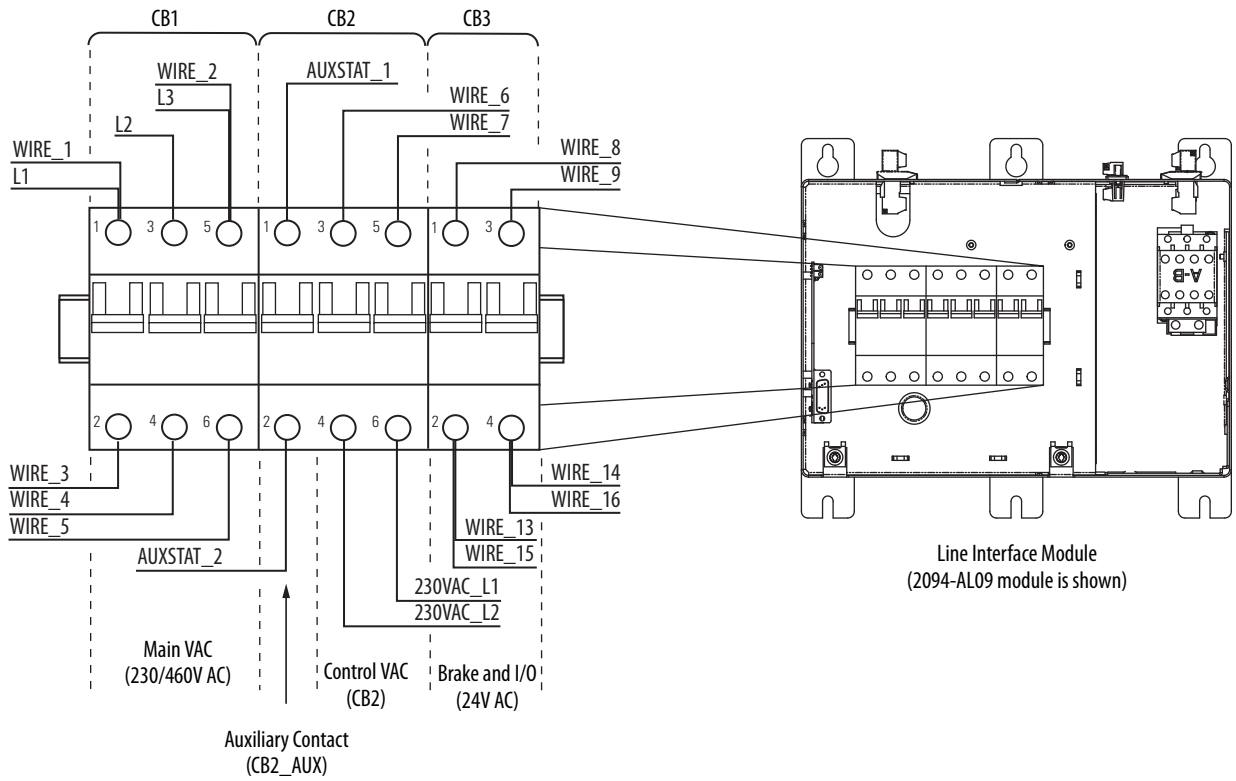 CB1
CB2
CB3
WIRE_2
AUXSTAT_1
L3
WIRE_6
L2
WIRE_7
WIRE_1
WIRE_8
L1
WIRE_9
1 3 5 1 3 5 1 3
A-B
2 4 6 2 4 6 2 4
WIRE_3
WIRE_14
WIRE_4
WIRE_16
WIRE_5
WIRE_13
AUXSTAT_2
WIRE_15
230VAC_L1
230VAC_L2
Main VAC
(230/460V AC)
Control VAC
(CB2)
Brake and I/O
(24V AC)
Auxiliary Contact
(CB2_AUX)
Line Interface Module
(2094-AL09 module is shown)